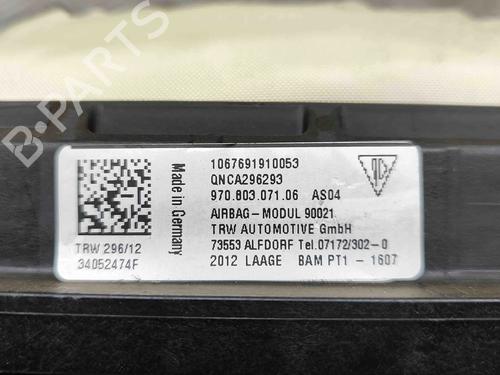 B-PARTS
Made in Germany
1067691910053
QNCA296293
970.803.071.06 AS04
AIRBAG-MODUL 90021
TRW AUTOMOTIVE GmbH
73553 ALFDORF Tel.07172/302-0
2012 LAAGE BAM PT1 - 1607
TRW 296/12
34052474F